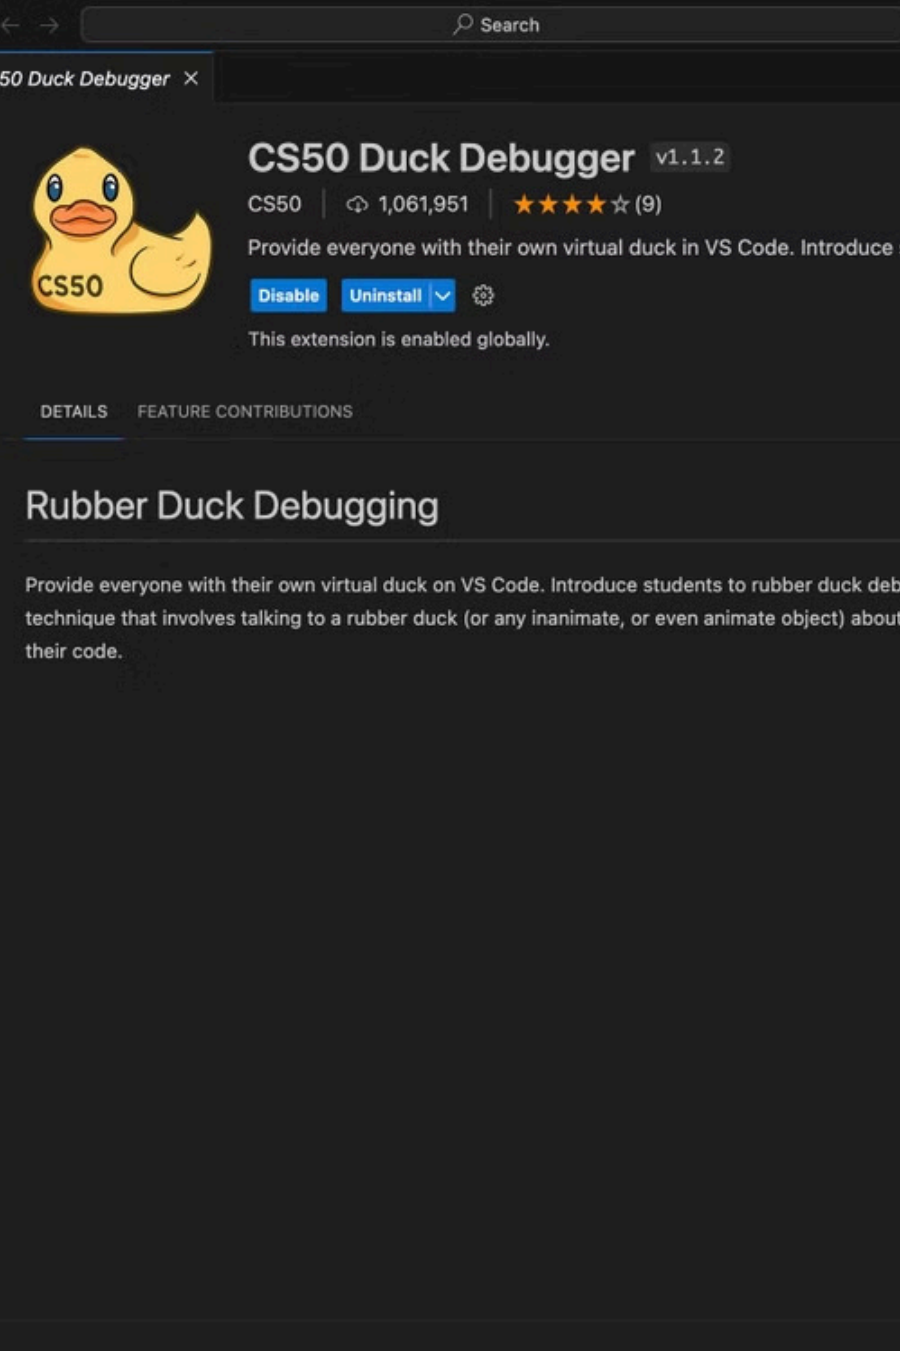 Search
50 Duck Debugger
CS50 Duck Debugger v1.1.2
CS50 1,061,951 (9)
Provide everyone with their own virtual duck in VS Code. Introduce
CS50
Disable Uninstall
This extension is enabled globally.
DETAILS FEATURE CONTRIBUTIONS
Rubber Duck Debugging
Provide everyone with their own virtual duck on VS Code. Introduce students to rubber duck deb
technique that involves talking to a rubber duck (or any inanimate, or even animate object) about
their code.